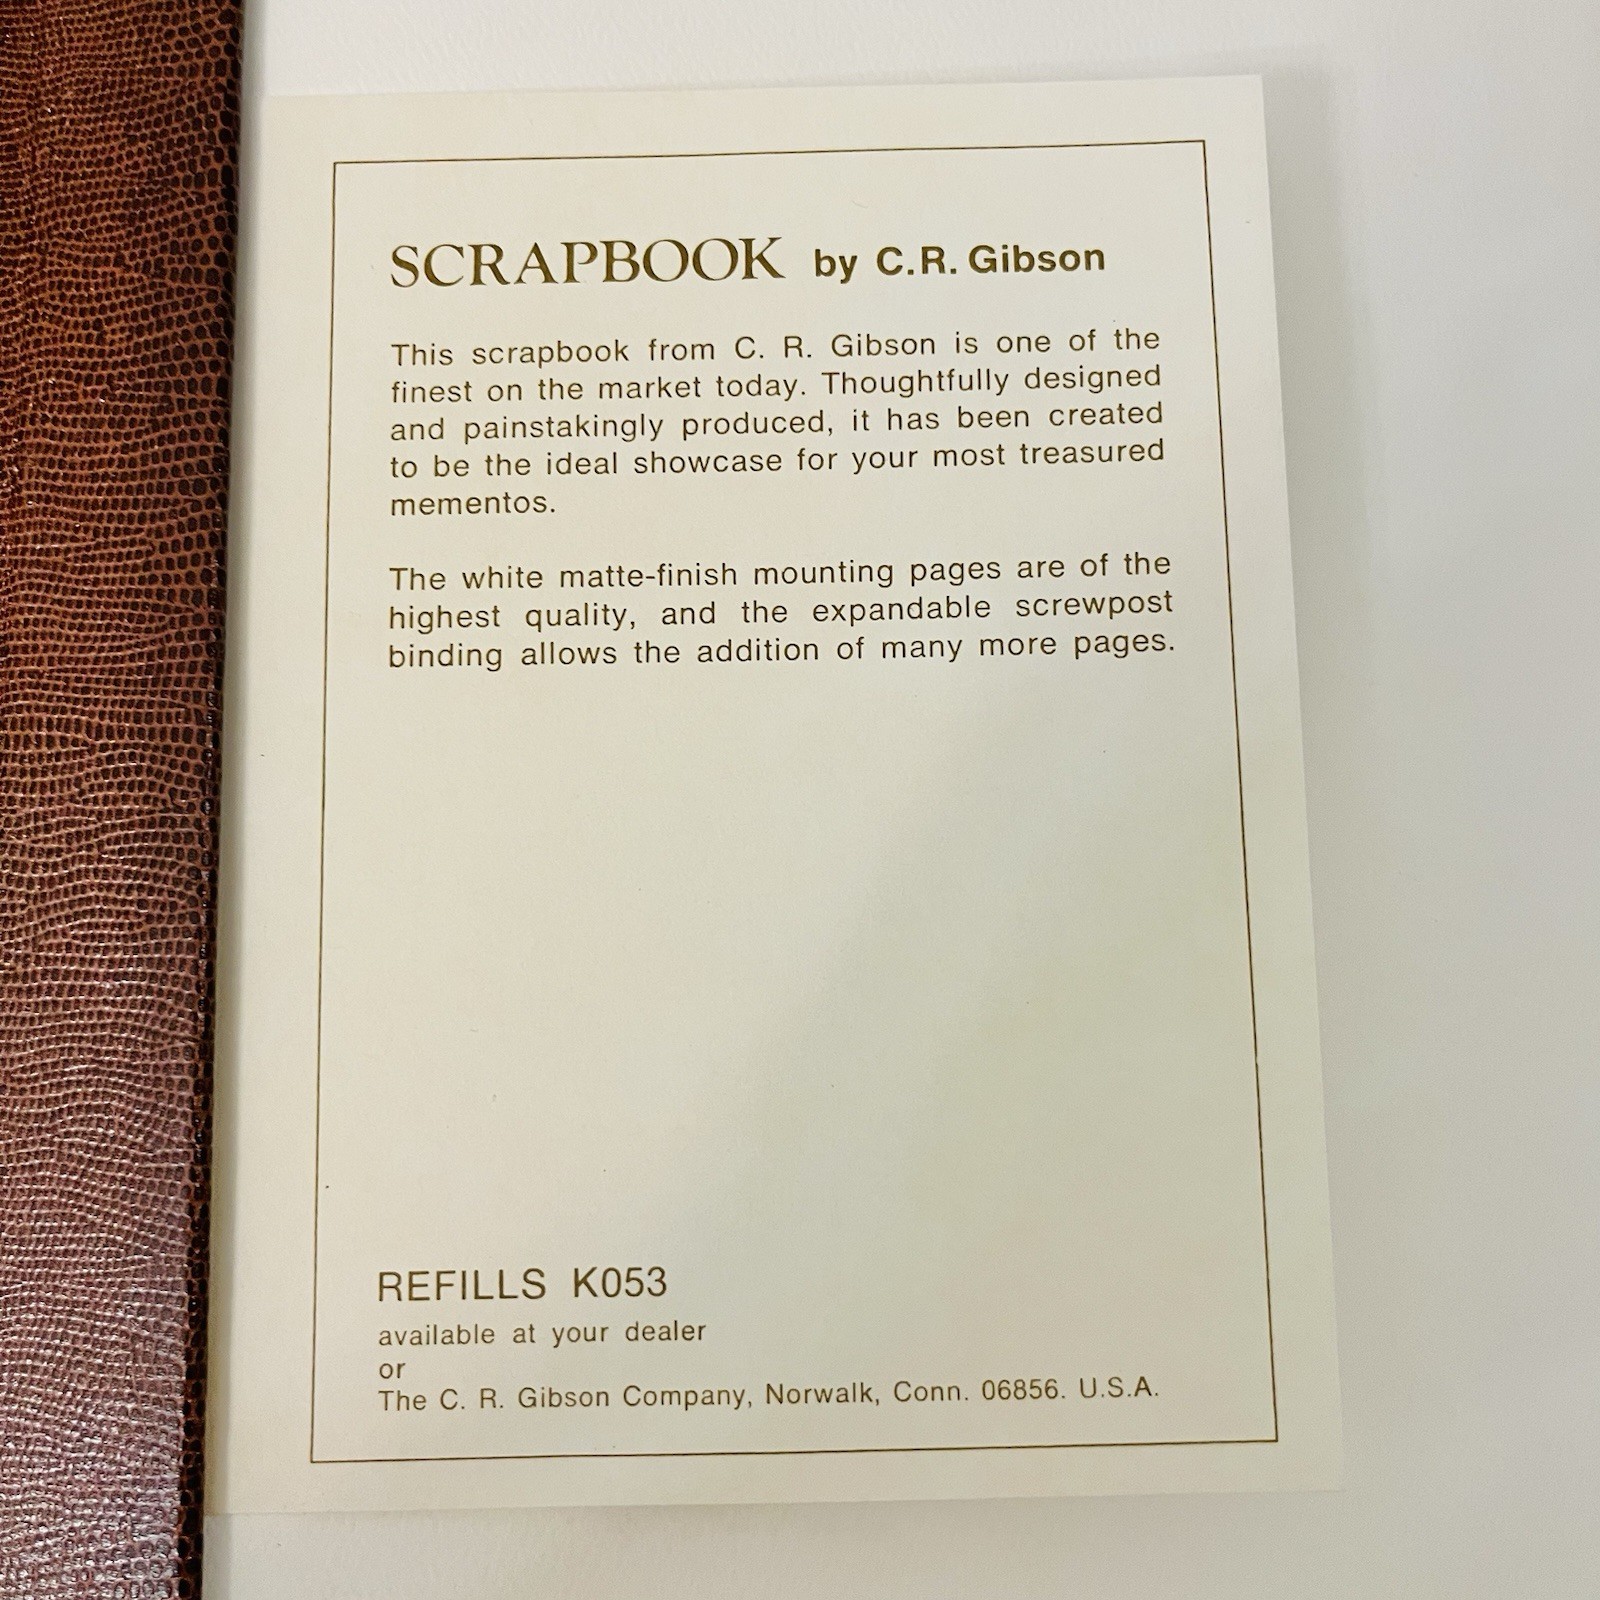 SCRAPBOOK by C.R. Gibson
This scrapbook from C. R. Gibson is one of the
finest on the market today. Thoughtfully designed
and painstakingly produced, it has been created
to be the ideal showcase for your most treasured
mementos.
The white matte-finish mounting pages are of the
highest quality, and the expandable screwpost
binding allows the addition of many more pages.
REFILLS K053
available at your dealer
or
The C. R. Gibson Company, Norwalk, Conn. 06856. U.S.A.